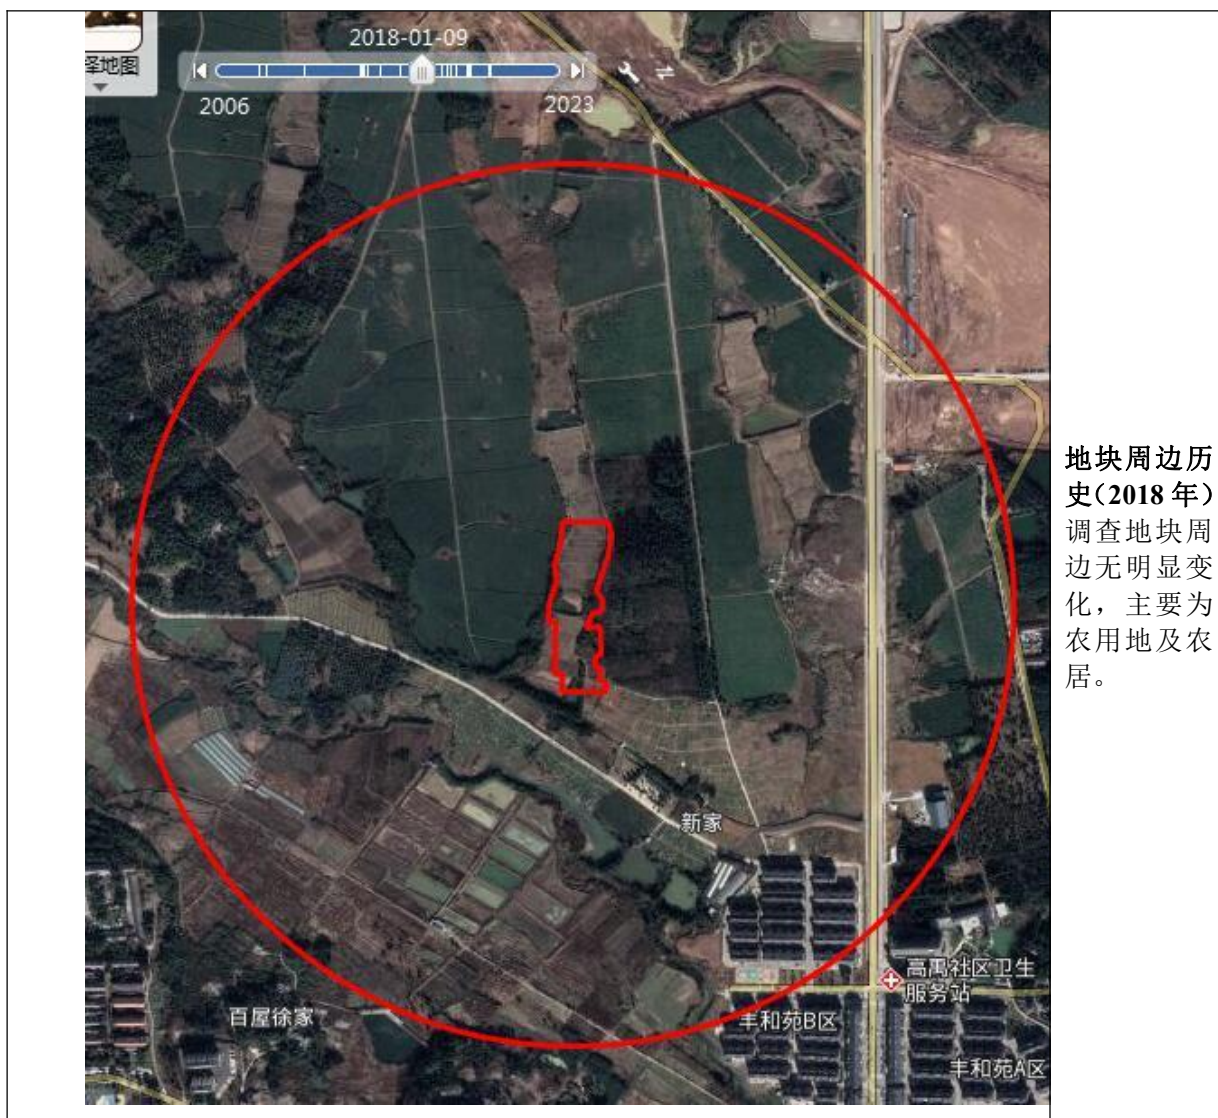 2018-01-09
译地图
2006
2023
新家
高禹社区卫生
服务站
百屋徐家
丰和苑B区
丰和苑A区
地块周边历
史(2018 年)
调查地块周
边无明显变
化，主要为
农用地及农
居。